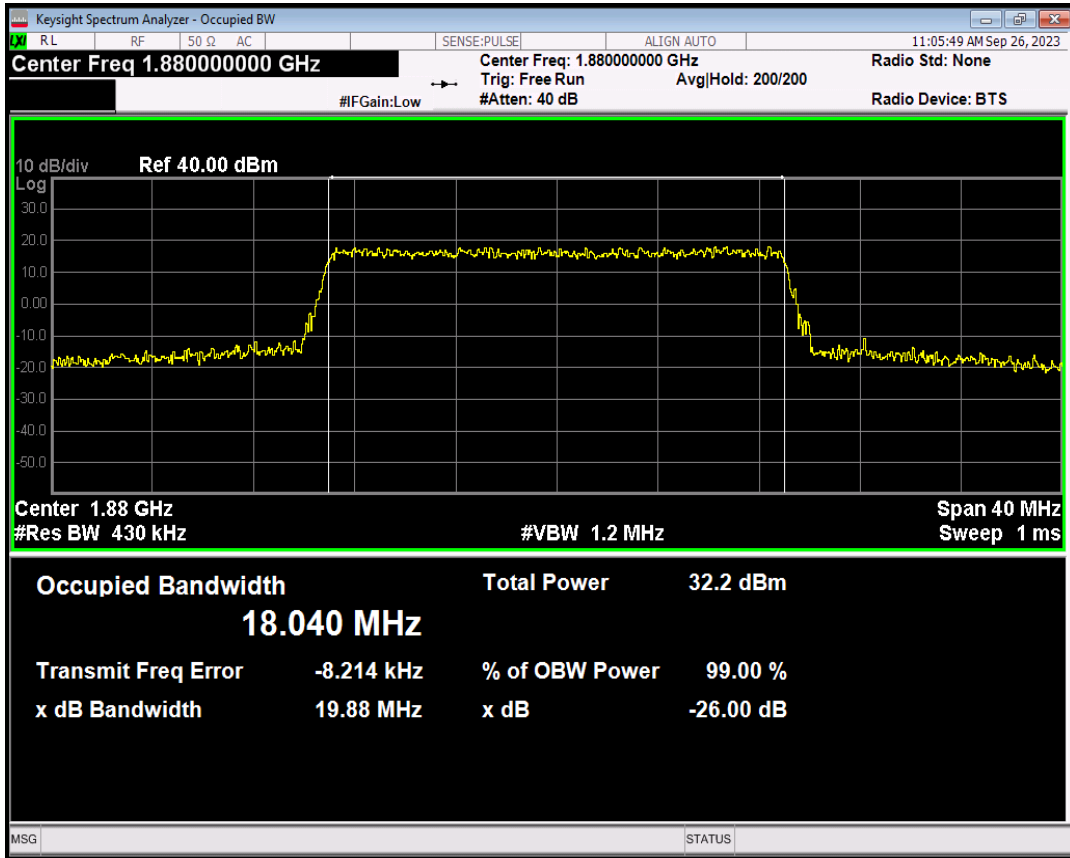 Keysight Spectrum Analyzer - Occupied BW
LXI RL RF 50 Ω AC SENSE:PULSE ALIGN AUTO 11:05:49 AM Sep 26, 2023
Center Freq 1.880000000 GHz Center Freq: 1.880000000 GHz Radio Std: None
Trig: Free Run Avg|Hold: 200/200
#IFGain:Low #Atten: 40 dB Radio Device: BTS
10 dB/div Ref 40.00 dBm
Log
30.0
20.0
10.0
0.00
-10.0
-20.0
-30.0
-40.0
-50.0
Center 1.88 GHz Span 40 MHz
#Res BW 430 kHz #VBW 1.2 MHz Sweep 1 ms
Occupied Bandwidth Total Power 32.2 dBm
18.040 MHz
Transmit Freq Error -8.214 kHz % of OBW Power 99.00 %
x dB Bandwidth 19.88 MHz x dB -26.00 dB
MSG STATUS